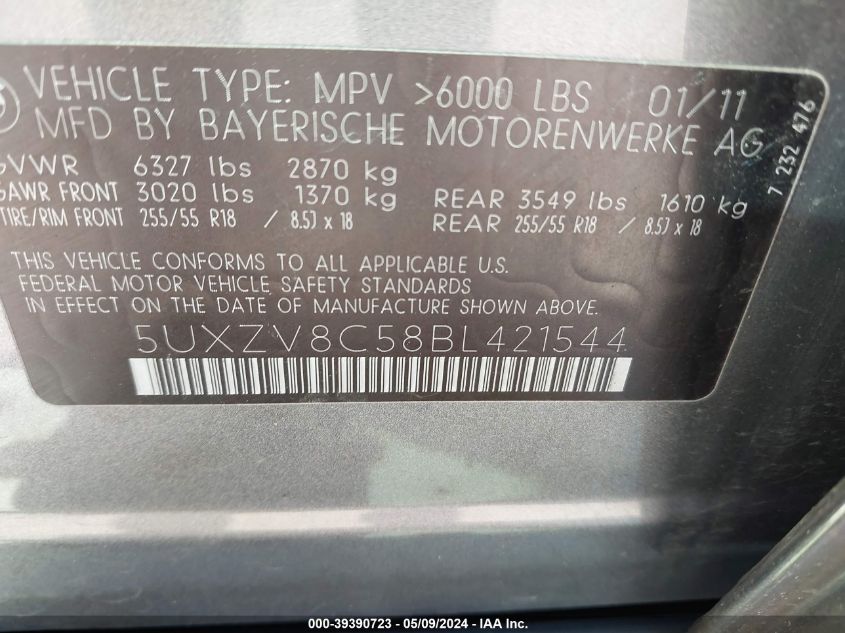 VEHICLE TYPE: MPV >6000 LBS 01/11
MFD BY BAYERISCHE MOTORENWERKE AG
GVWR 6327 lbs 2870 kg
GAWR FRONT 3020 lbs 1370 kg REAR 3549 lbs 1610 kg
TIRE/RIM FRONT 255/55 R18 / 8.5J x 18 REAR 255/55 R18 / 8.5J x 18
THIS VEHICLE CONFORMS TO ALL APPLICABLE U.S.
FEDERAL MOTOR VEHICLE SAFETY STANDARDS
IN EFFECT ON THE DATE OF MANUFACTURE SHOWN ABOVE.
5UXZV8C58BL421544
7 232 476
000-39390723 - 05/09/2024 - IAA Inc.